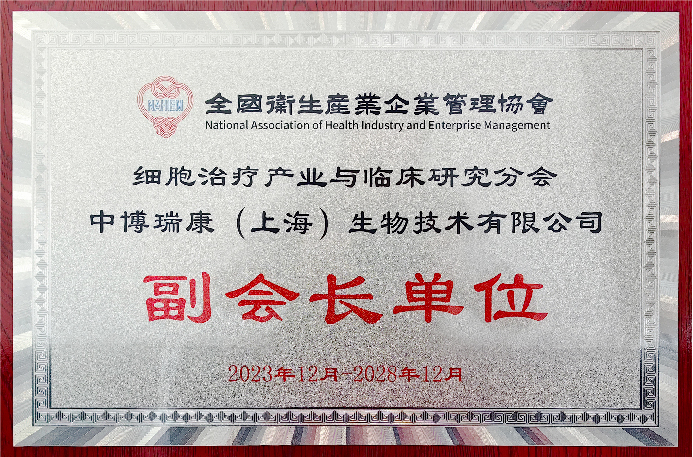 全國衛生産業企業管理協會
National Association of Health Industry and Enterprise Management
细胞治疗产业与临床研究分会
中博瑞康（上海）生物技术有限公司
副会长单位
2023年12月-2028年12月